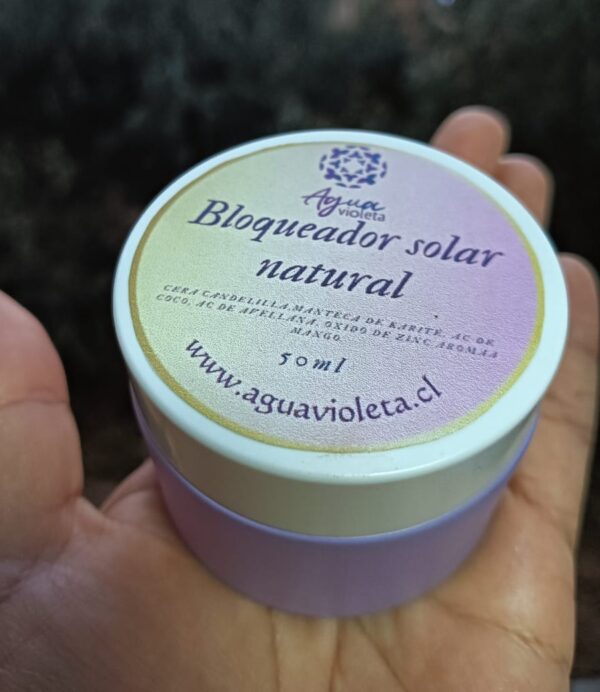 Agua
violeta
Bloqueador solar
natural
CERA CANDELILLA,MANTECA DE KARITE, AC DE
COCO, AC DE AVELLANA, OXIDO DE ZINC,AROMAA
MANGO.
50ml
www.aguavioleta.cl